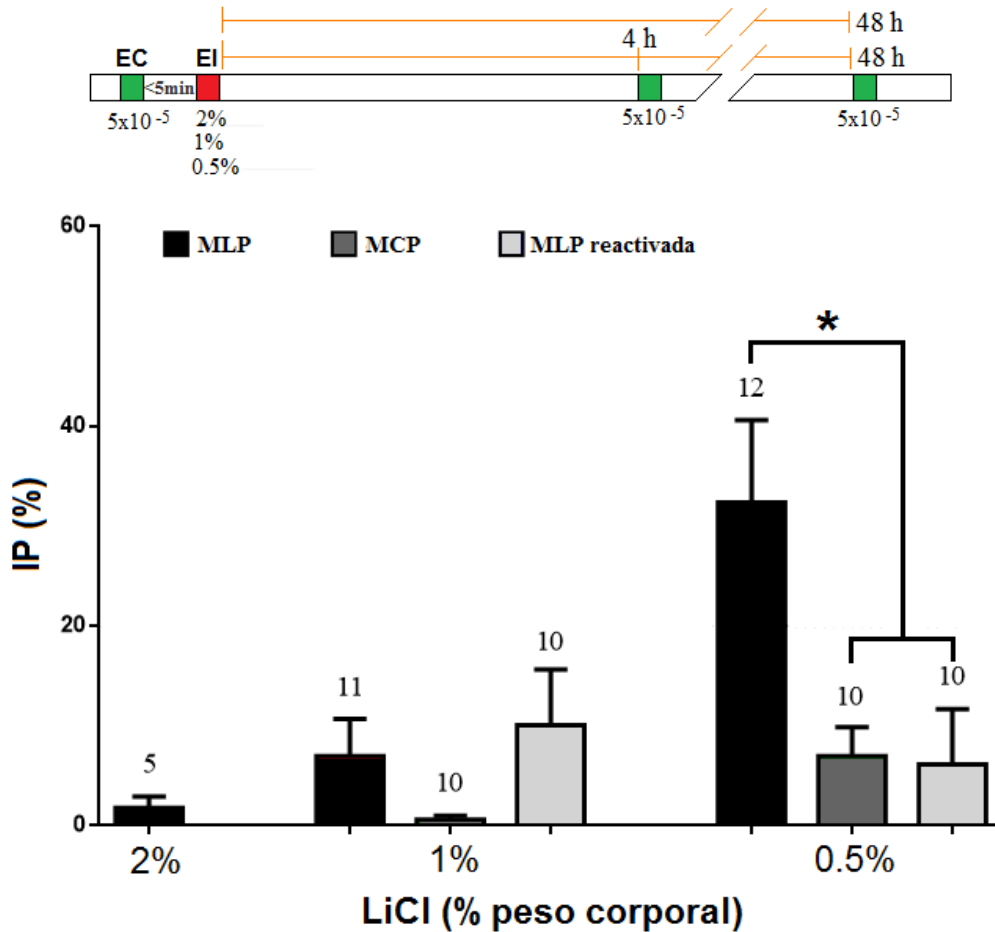 48 h
4 h
EC
EI
48 h
<5min
5x10⁻⁵
2%
5x10⁻⁵
5x10⁻⁵
1%
0.5%
60
MLP
MCP
MLP reactivada
*
12
40
IP (%)
20
10
11
10
10
5
10
0
2%
1%
0.5%
LiCl (% peso corporal)